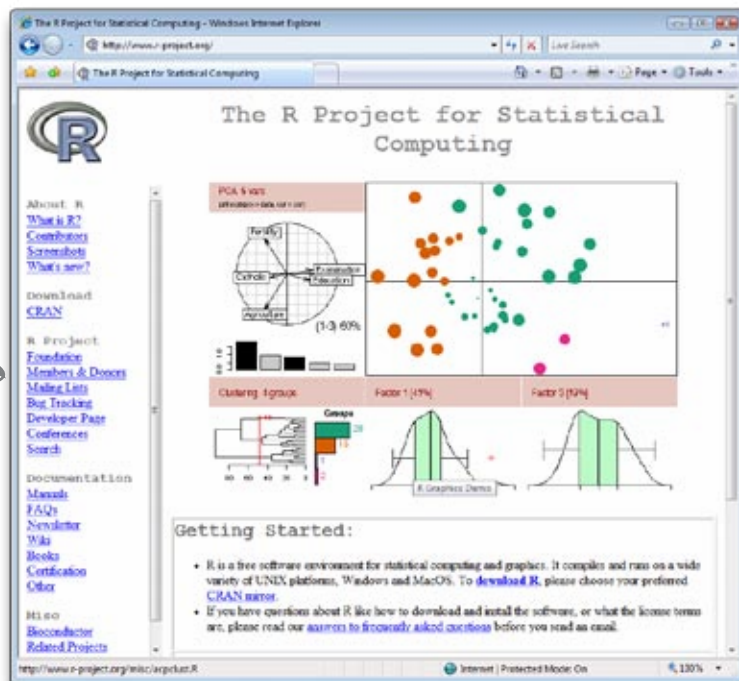 The R Project for Statistical Computing - Windows Internet Explorer
http://www.r-project.org/
Live Search
The R Project for Statistical Computing
Page
Tools
R
The R Project for Statistical
Computing
About R
What is R?
Contributors
Screenshots
What's new?
Download
CRAN
R Project
Foundation
Members & Donors
Mailing Lists
Bug Tracking
Developer Page
Conferences
Search
Documentation
Manuals
FAQs
Newsletter
Wiki
Books
Certification
Other
Misc
Bioconductor
Related Projects
PCA 5 vars
Fertility
Catholic
Examination
Education
Agriculture
(1-3) 60%
Clustering 4 groups
Factor 1 [41%]
Factor 3 [19%]
Groups
80 60 40 20 0
R Graphics Demo
Getting Started:
• R is a free software environment for statistical computing and graphics. It compiles and runs on a wide
variety of UNIX platforms, Windows and MacOS. To download R, please choose your preferred
CRAN mirror.
• If you have questions about R like how to download and install the software, or what the license terms
are, please read our answers to frequently asked questions before you send an email.
http://www.r-project.org/misc/acpclust.R
Internet | Protected Mode: On
100%